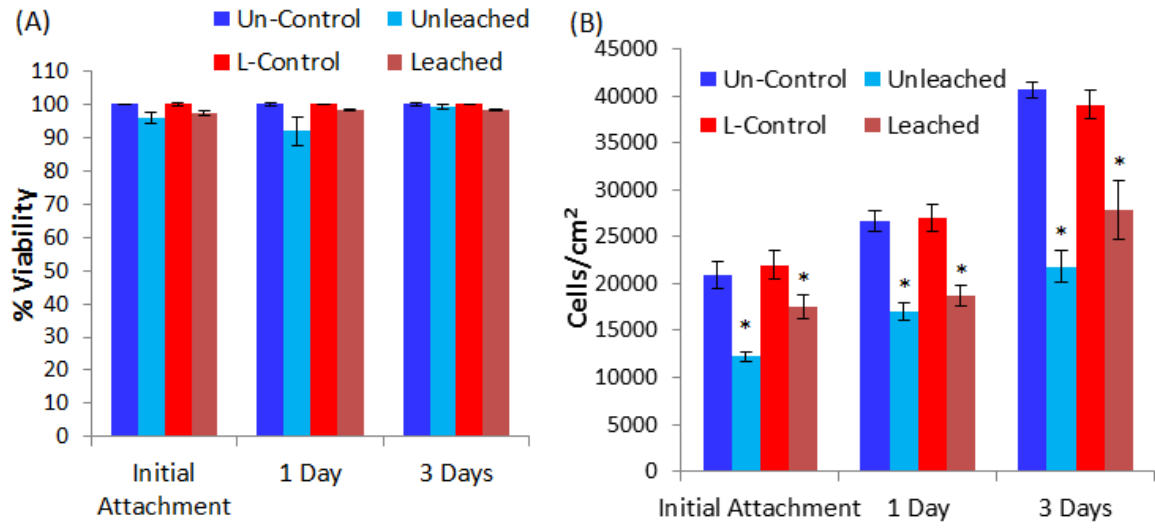 (A)
Un-Control Unleached
L-Control Leached
% Viability
110
100
90
80
70
60
50
40
30
20
10
0
Initial
Attachment
1 Day
3 Days
(B)
Un-Control Unleached
L-Control Leached
Cells/cm²
45000
40000
35000
30000
25000
20000
15000
10000
5000
0
* * * * * *
Initial Attachment 1 Day 3 Days